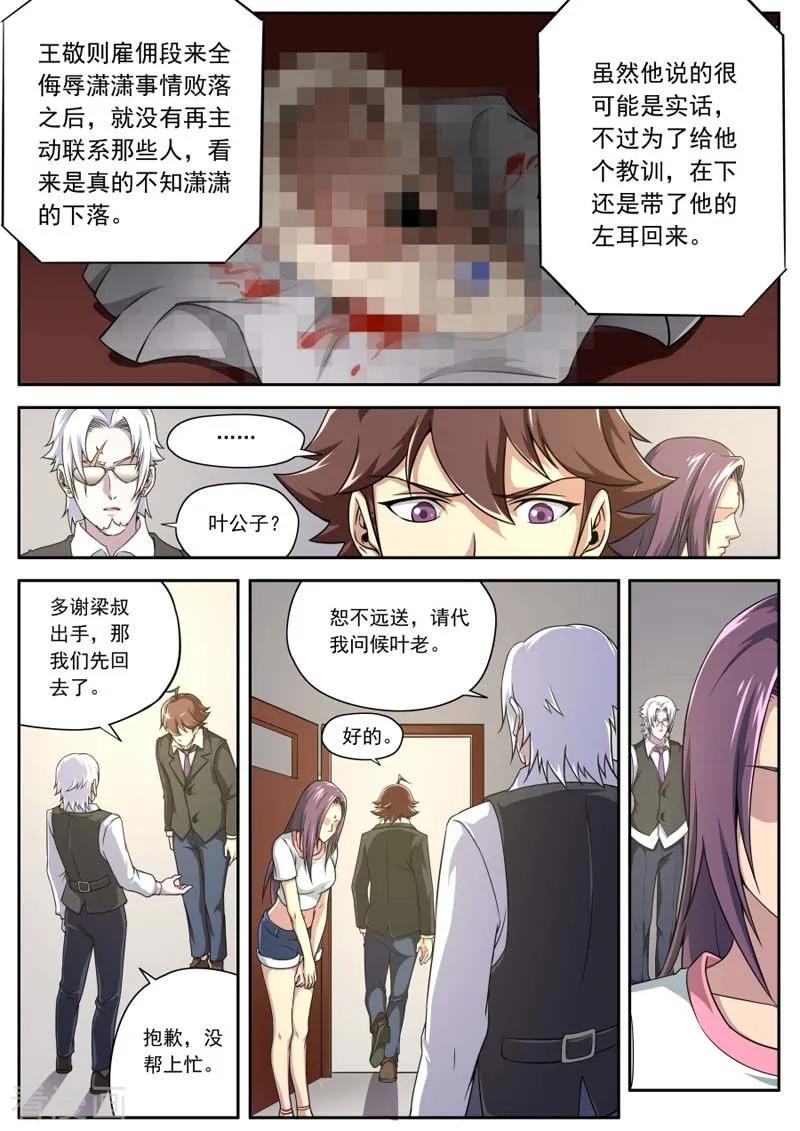 王敬则雇佣段来全
侮辱潇潇事情败落
之后，就没有再主
动联系那些人，看
来是真的不知潇潇
的下落。
虽然他说的很
可能是实话，
不过为了给他
个教训，在下
还是带了他的
左耳回来。
……
叶公子？
多谢梁叔
出手，那
我们先回
去了。
抱歉，没
帮上忙。
恕不远送，请代
我问候叶老。
好的。
看漫画